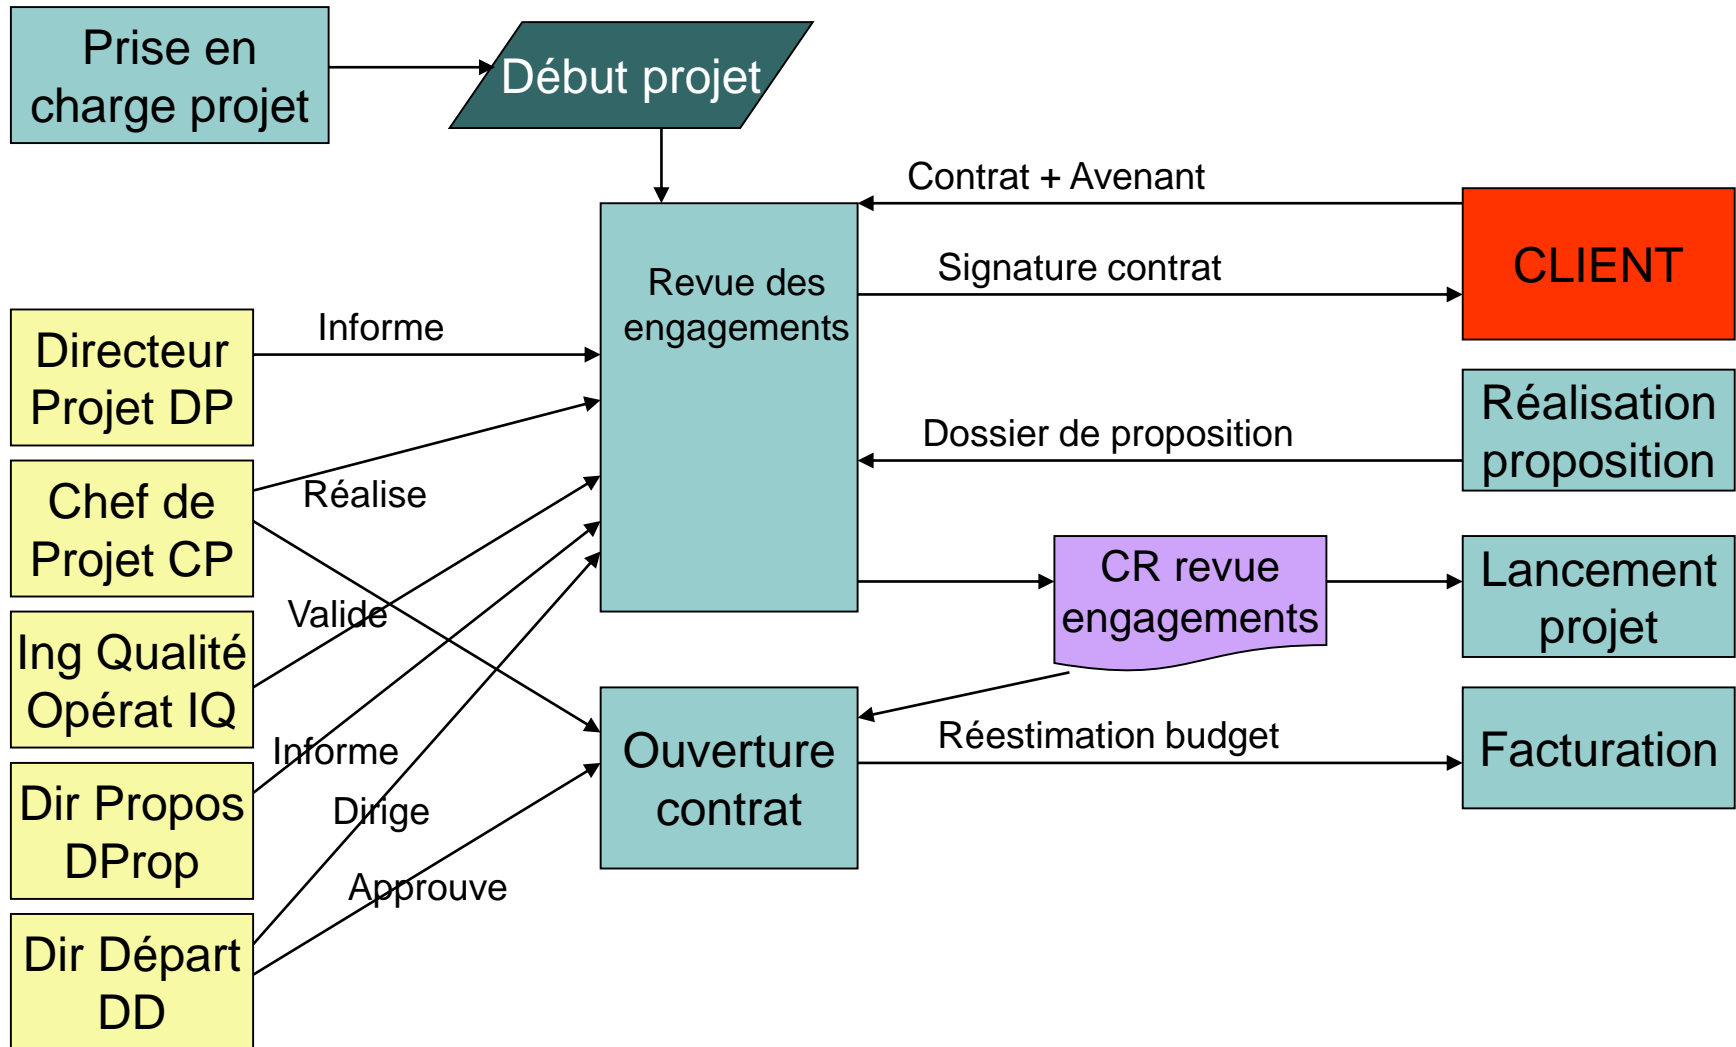 Prise en
charge projet
Début projet
Contrat + Avenant
CLIENT
Signature contrat
Revue des
engagements
Informe
Directeur
Projet DP
Réalisation
proposition
Dossier de proposition
Chef de
Projet CP
Réalise
CR revue
engagements
Lancement
projet
Valide
Ing Qualité
Opérat IQ
Ouverture
contrat
Réestimation budget
Facturation
Informe
Dir Propos
DProp
Dirige
Approuve
Dir Départ
DD